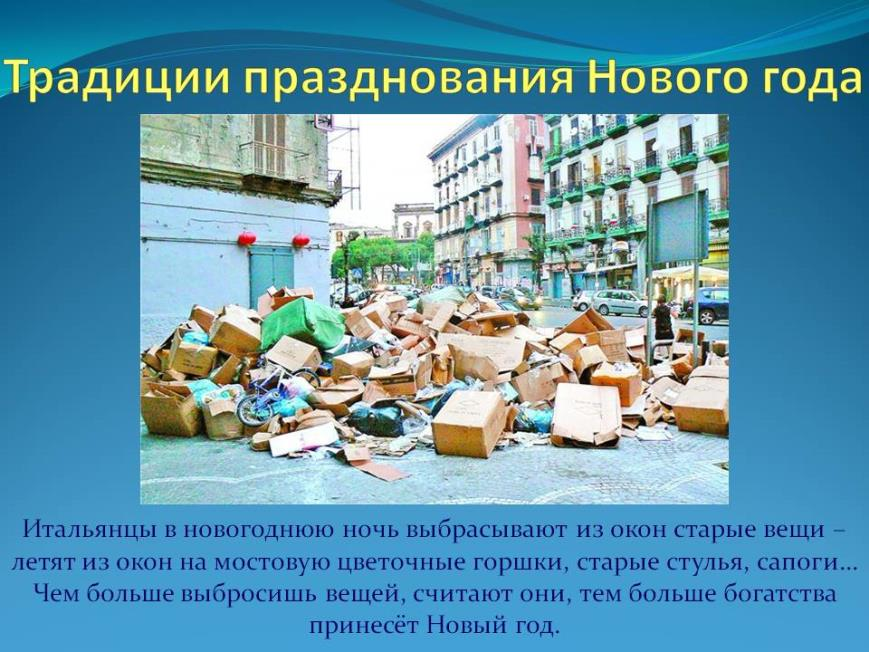 Традиции празднования Нового года
Итальянцы в новогоднюю ночь выбрасывают из окон старые вещи –
летят из окон на мостовую цветочные горшки, старые стулья, сапоги...
Чем больше выбросишь вещей, считают они, тем больше богатства
принесёт Новый год.